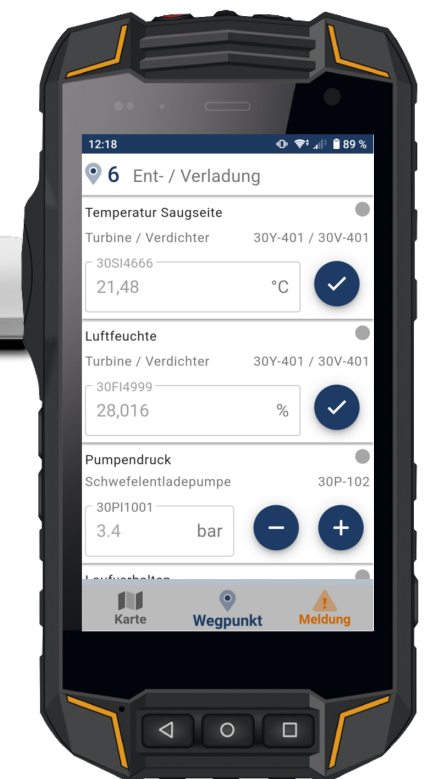 12:18 89 %
6 Ent- / Verladung
Temperatur Saugseite
Turbine / Verdichter 30Y-401 / 30V-401
30SI4666
21,48 °C
Luftfeuchte
Turbine / Verdichter 30Y-401 / 30V-401
30FI4999
28,016 %
Pumpendruck
Schwefelentladepumpe 30P-102
30PI1001
3.4 bar
Karte Wegpunkt Meldung